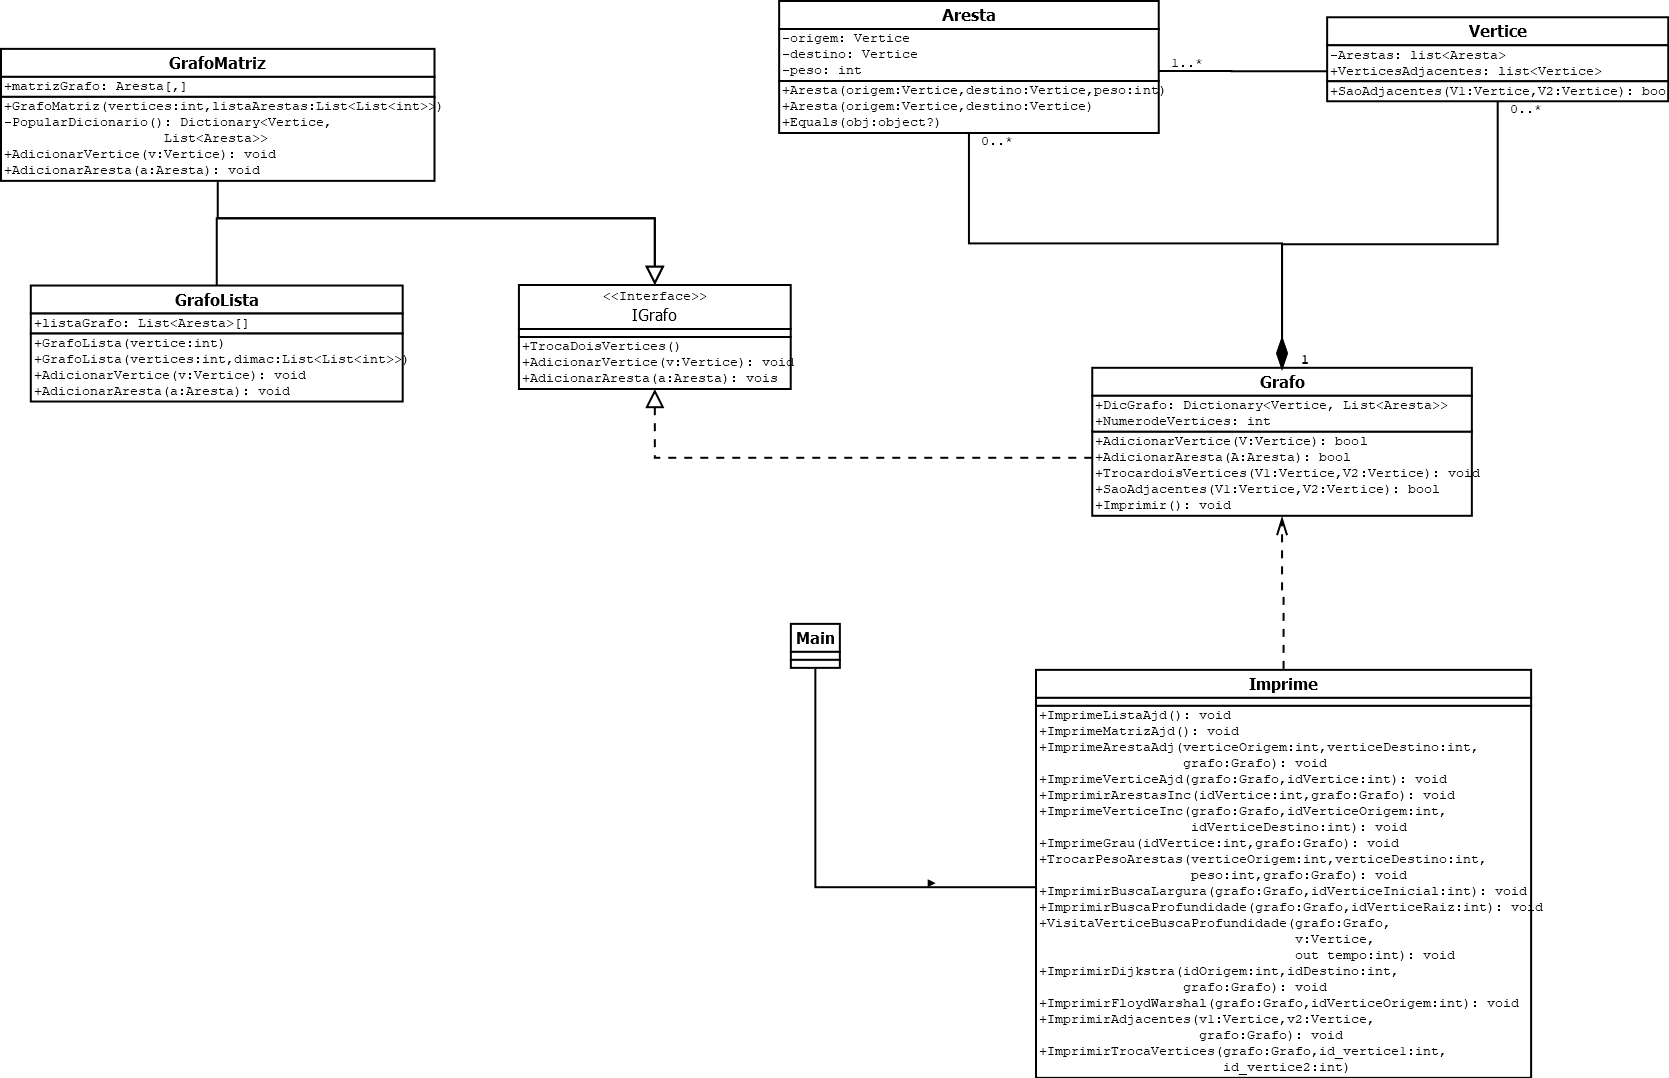 GrafoMatriz
+matrizGrafo: Aresta[,]
+GrafoMatriz(vertices:int,listaArestas:List<List<int>>)
-PopularDicionario(): Dictionary<Vertice,
List<Aresta>>
+AdicionarVertice(v:Vertice): void
+AdicionarAresta(a:Aresta): void
Aresta
-origem: Vertice
-destino: Vertice
-peso: int
+Aresta(origem:Vertice,destino:Vertice,peso:int)
+Aresta(origem:Vertice,destino:Vertice)
+Equals(obj:object?)
1..*
0..*
Vertice
-Arestas: list<Aresta>
+VerticesAdjacentes: list<Vertice>
+SaoAdjacentes(V1:Vertice,V2:Vertice): boo
0..*
GrafoLista
+listaGrafo: List<Aresta>[]
+GrafoLista(vertice:int)
+GrafoLista(vertices:int,dimac:List<List<int>>)
+AdicionarVertice(v:Vertice): void
+AdicionarAresta(a:Aresta): void
<<Interface>>
IGrafo
+TrocaDoisVertices()
+AdicionarVertice(v:Vertice): void
+AdicionarAresta(a:Aresta): vois
1
Grafo
+DicGrafo: Dictionary<Vertice, List<Aresta>>
+NumerodeVertices: int
+AdicionarVertice(V:Vertice): bool
+AdicionarAresta(A:Aresta): bool
+TrocardoisVertices(V1:Vertice,V2:Vertice): void
+SaoAdjacentes(V1:Vertice,V2:Vertice): bool
+Imprimir(): void
Main
Imprime
+ImprimeListaAjd(): void
+ImprimeMatrizAjd(): void
+ImprimeArestaAdj(verticeOrigem:int,verticeDestino:int,
grafo:Grafo): void
+ImprimeVerticeAjd(grafo:Grafo,idVertice:int): void
+ImprimirArestasInc(idVertice:int,grafo:Grafo): void
+ImprimeVerticeInc(grafo:Grafo,idVerticeOrigem:int,
idVerticeDestino:int): void
+ImprimeGrau(idVertice:int,grafo:Grafo): void
+TrocarPesoArestas(verticeOrigem:int,verticeDestino:int,
peso:int,grafo:Grafo): void
+ImprimirBuscaLargura(grafo:Grafo,idVerticeInicial:int): void
+ImprimirBuscaProfundidade(grafo:Grafo,idVerticeRaiz:int): void
+VisitaVerticeBuscaProfundidade(grafo:Grafo,
v:Vertice,
out tempo:int): void
+ImprimirDijkstra(idOrigem:int,idDestino:int,
grafo:Grafo): void
+ImprimirFloydWarshal(grafo:Grafo,idVerticeOrigem:int): void
+ImprimirAdjacentes(v1:Vertice,v2:Vertice,
grafo:Grafo): void
+ImprimirTrocaVertices(grafo:Grafo,id_vertice1:int,
id_vertice2:int)